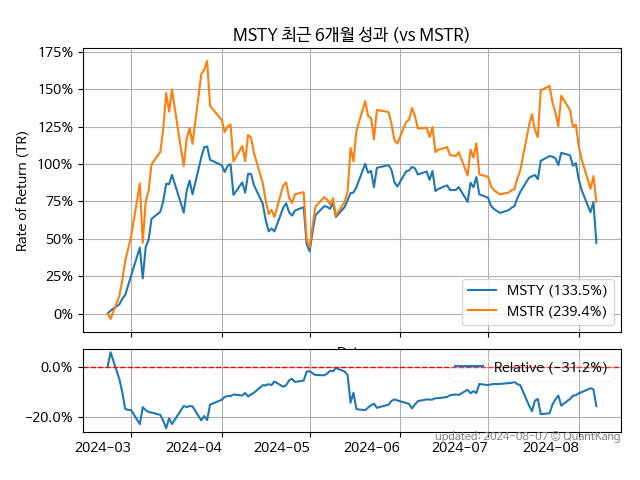 MSTY 최근 6개월 성과 (vs MSTR)
175%
150%
125%
100%
75%
50%
25%
0%
Rate of Return (TR)
MSTY (133.5%)
MSTR (239.4%)
0.0%
−20.0%
Relative (−31.2%)
2024-03
2024-04
2024-05
2024-06
2024-07
2024-08
updated: 2024-08-07 © QuantKang